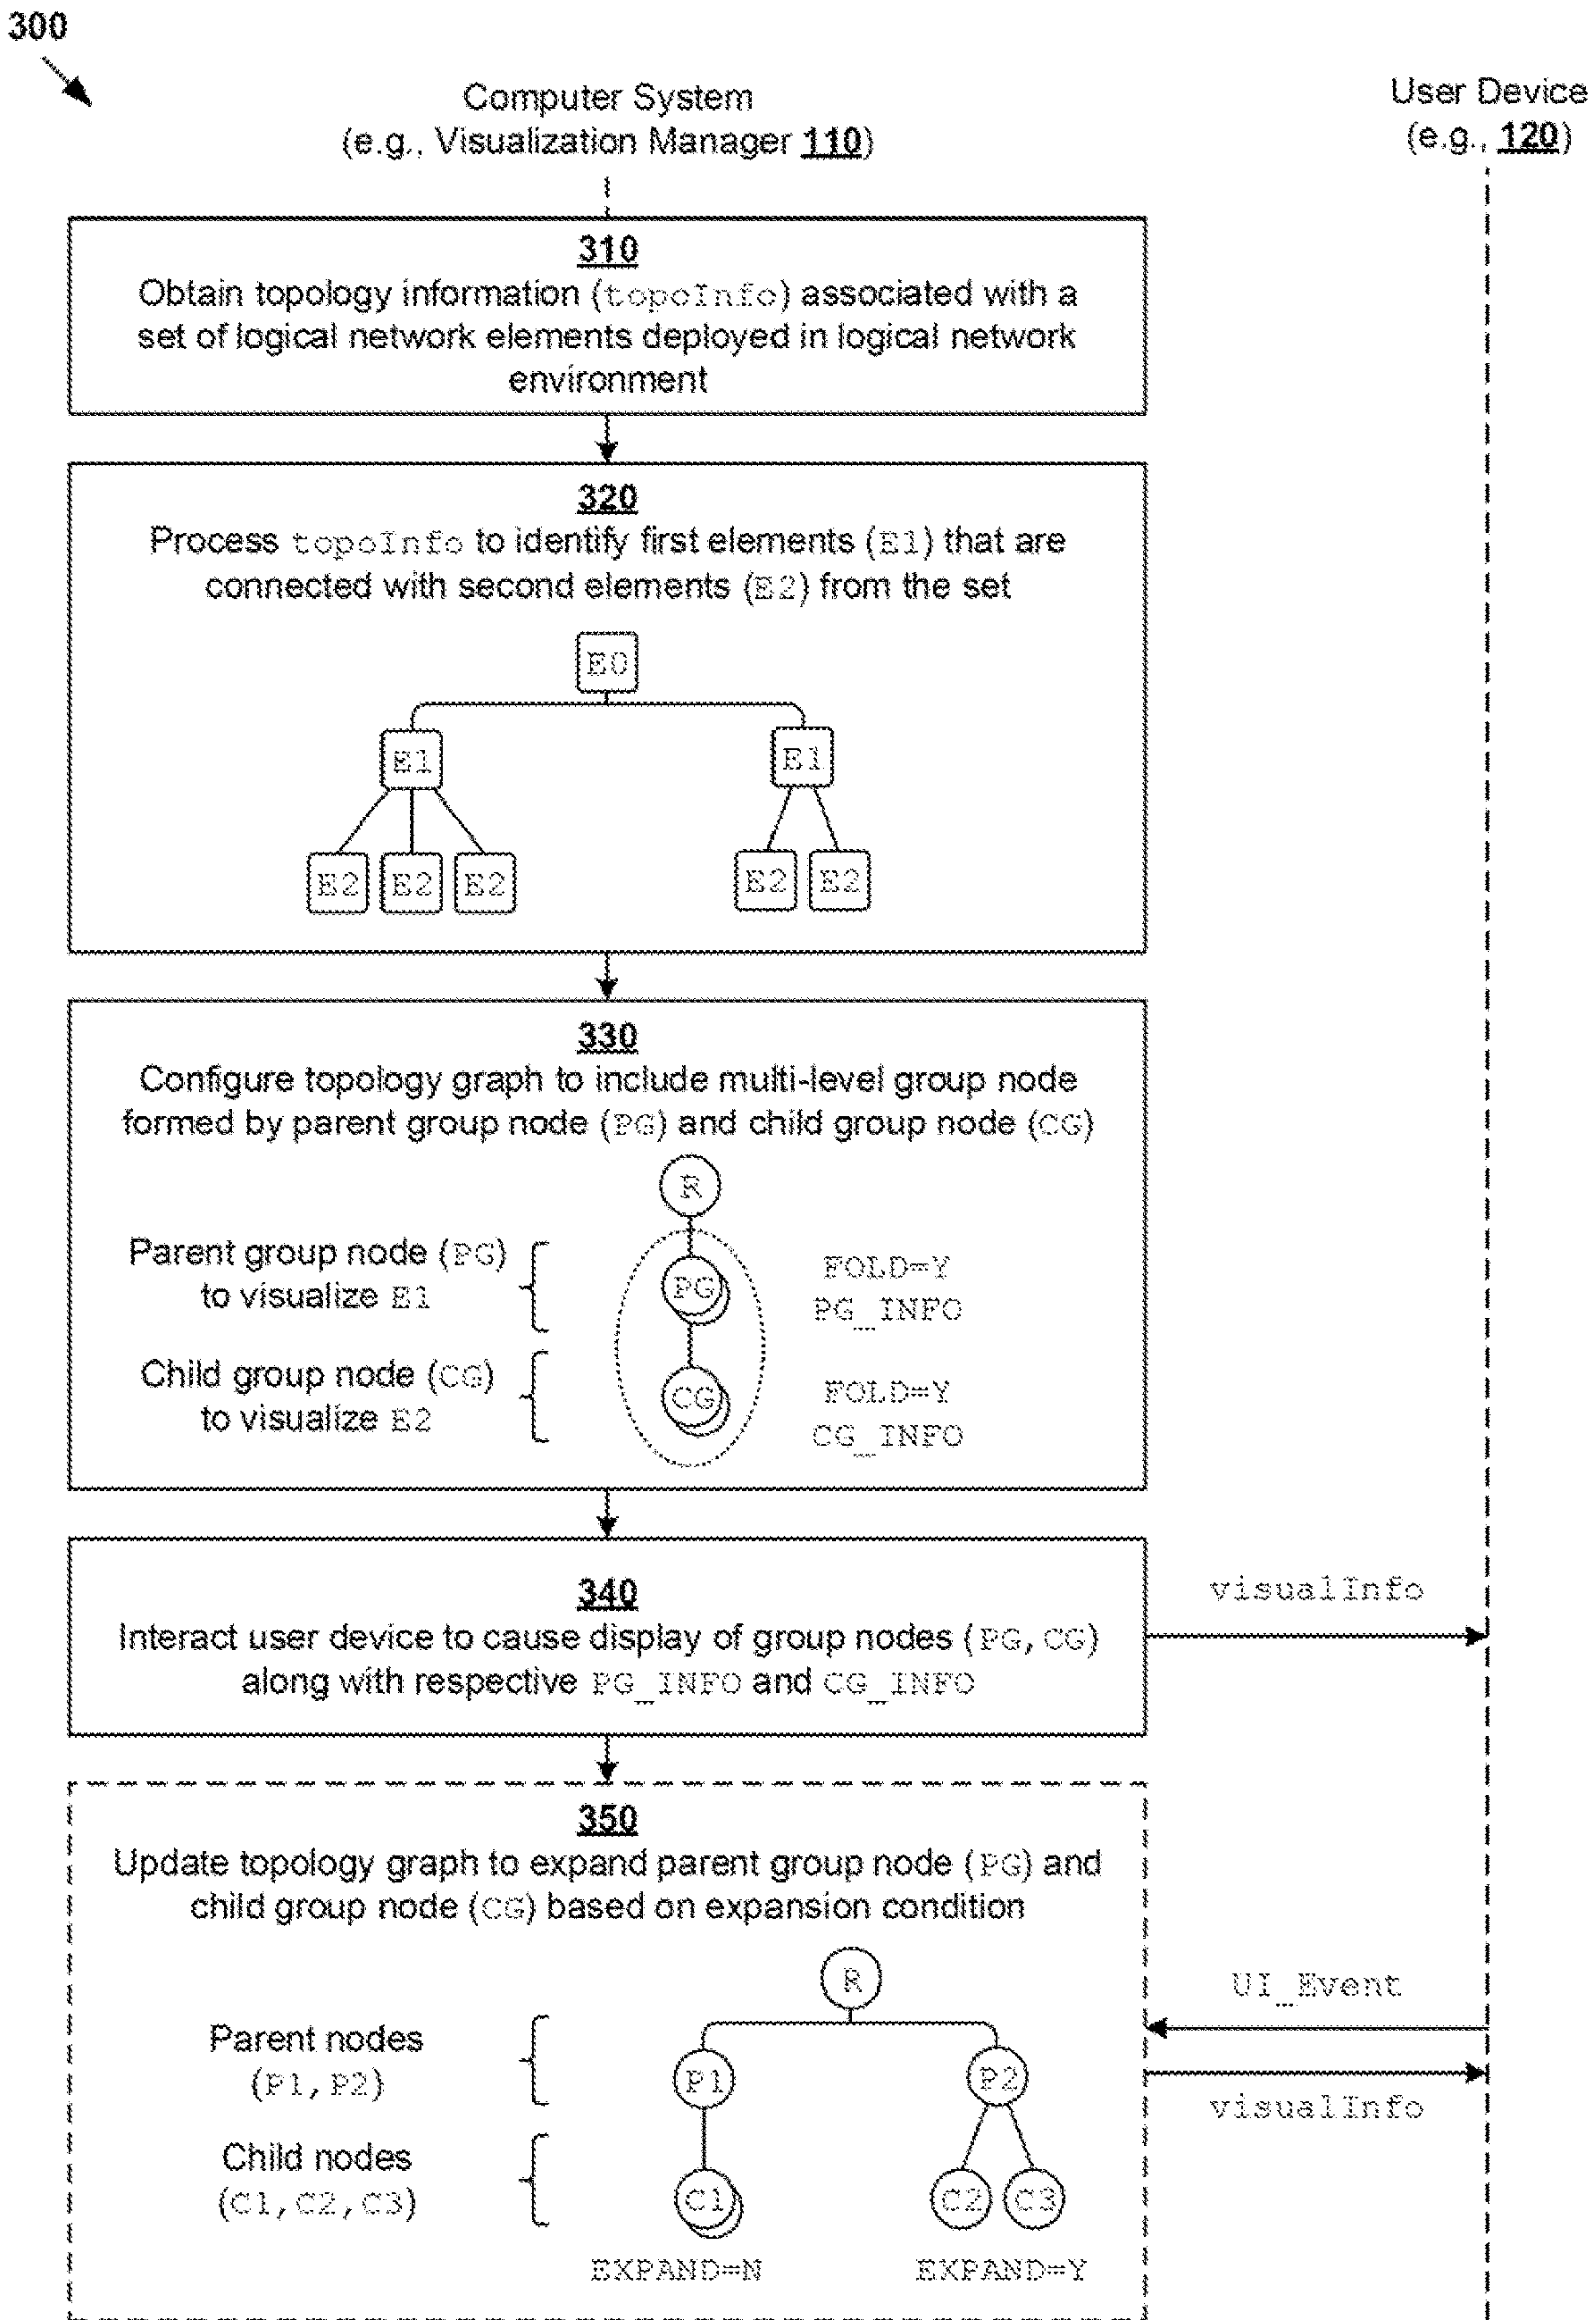 300
Computer System
(e.g., Visualization Manager 110)
User Device
(e.g., 120)
310
Obtain topology information (topoInfo) associated with a
set of logical network elements deployed in logical network
environment
320
Process topoInfo to identify first elements (E1) that are
connected with second elements (E2) from the set
E0
E1 E1
E2 E2 E2 E2 E2
330
Configure topology graph to include multi-level group node
formed by parent group node (PG) and child group node (CG)
R
Parent group node (PG)
to visualize E1
PG
FOLD=Y
PG_INFO
Child group node (CG)
to visualize E2
CG
FOLD=Y
CG_INFO
340
Interact user device to cause display of group nodes (PG, CG)
along with respective PG_INFO and CG_INFO
visualInfo
350
Update topology graph to expand parent group node (PG) and
child group node (CG) based on expansion condition
R
UI_Event
Parent nodes
(P1, P2)
P1 P2
visualInfo
Child nodes
(C1, C2, C3)
C1 C2 C3
EXPAND=N EXPAND=Y